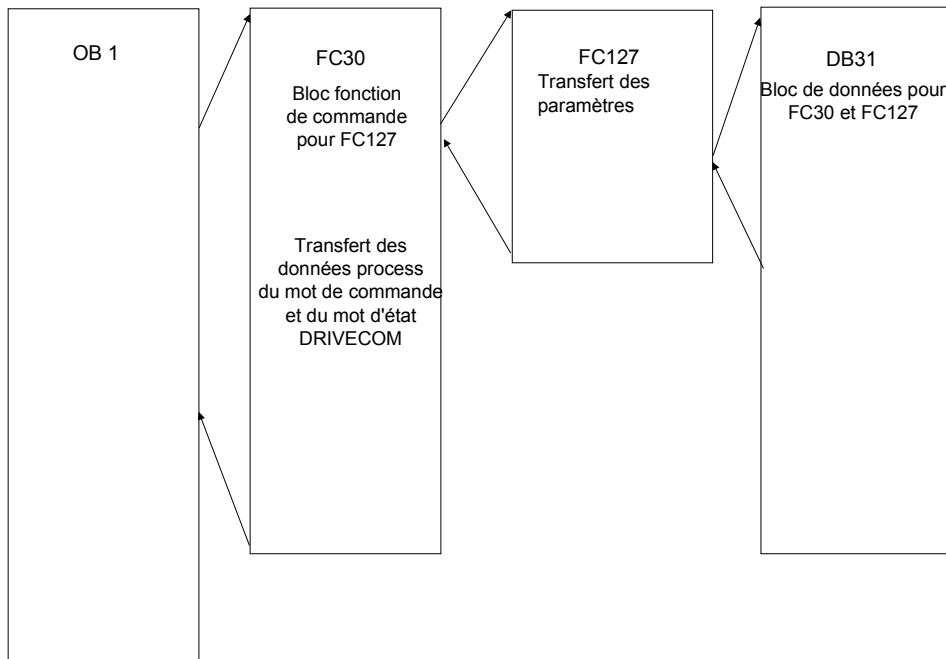 OB 1
FC30
Bloc fonction
de commande
pour FC127
Transfert des
données process
du mot de commande
et du mot d'état
DRIVECOM
FC127
Transfert des
paramètres
DB31
Bloc de données pour
FC30 et FC127